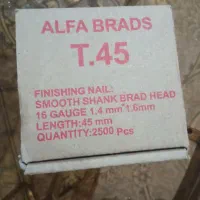 ALFA BRADS
T.45
FINISHING NAIL:
SMOOTH SHANK BRAD HEAD
16 GAUGE 1.4 mm*1.6mm
LENGTH:45 mm
QUANTITY:2500 Pcs